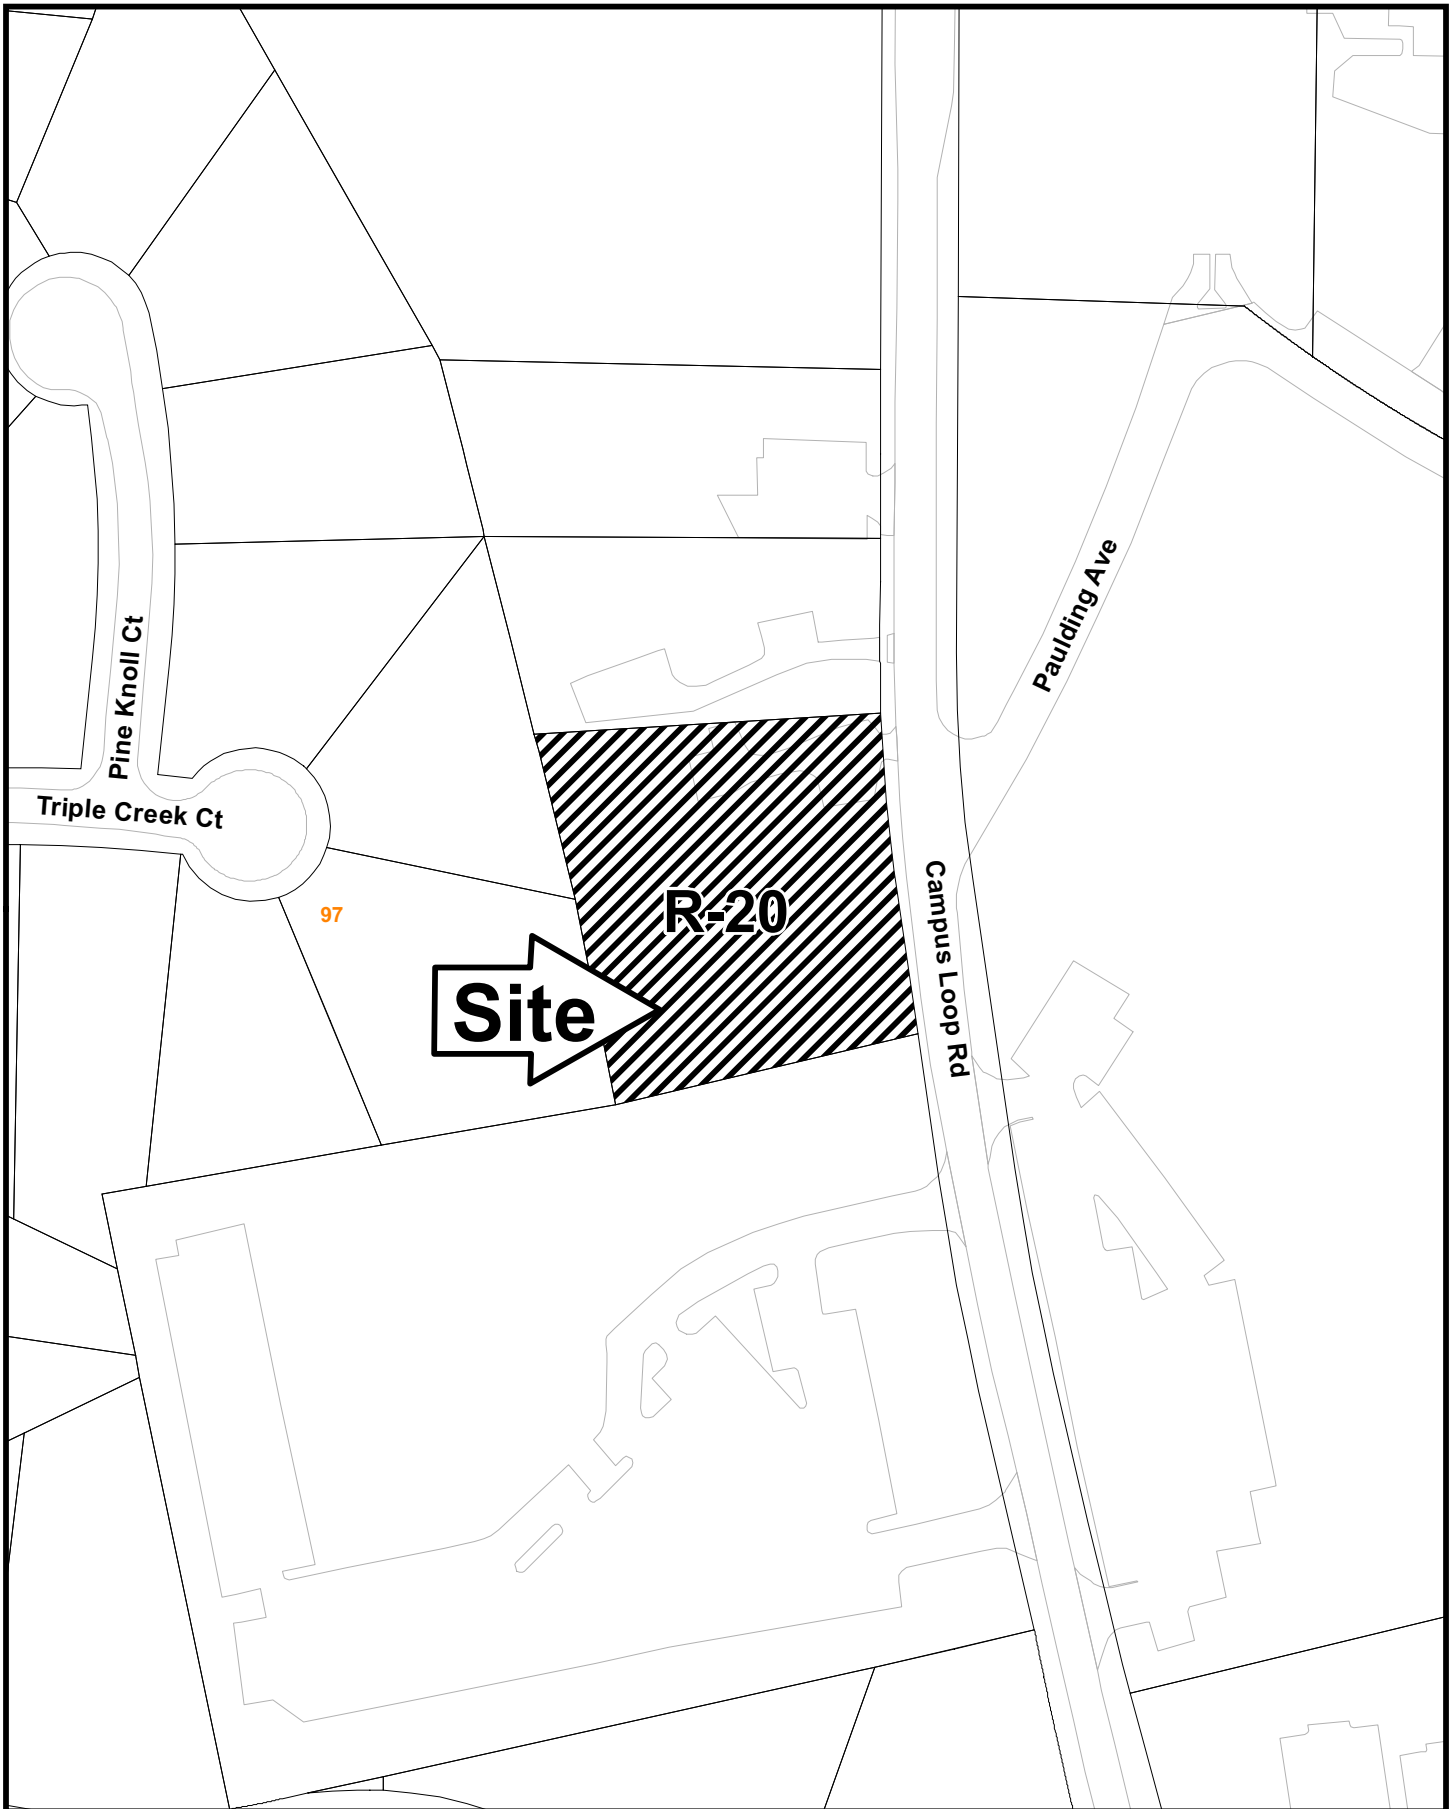 Paulding Ave
Pine Knoll Ct
Triple Creek Ct
97
R-20
Campus Loop Rd
Site